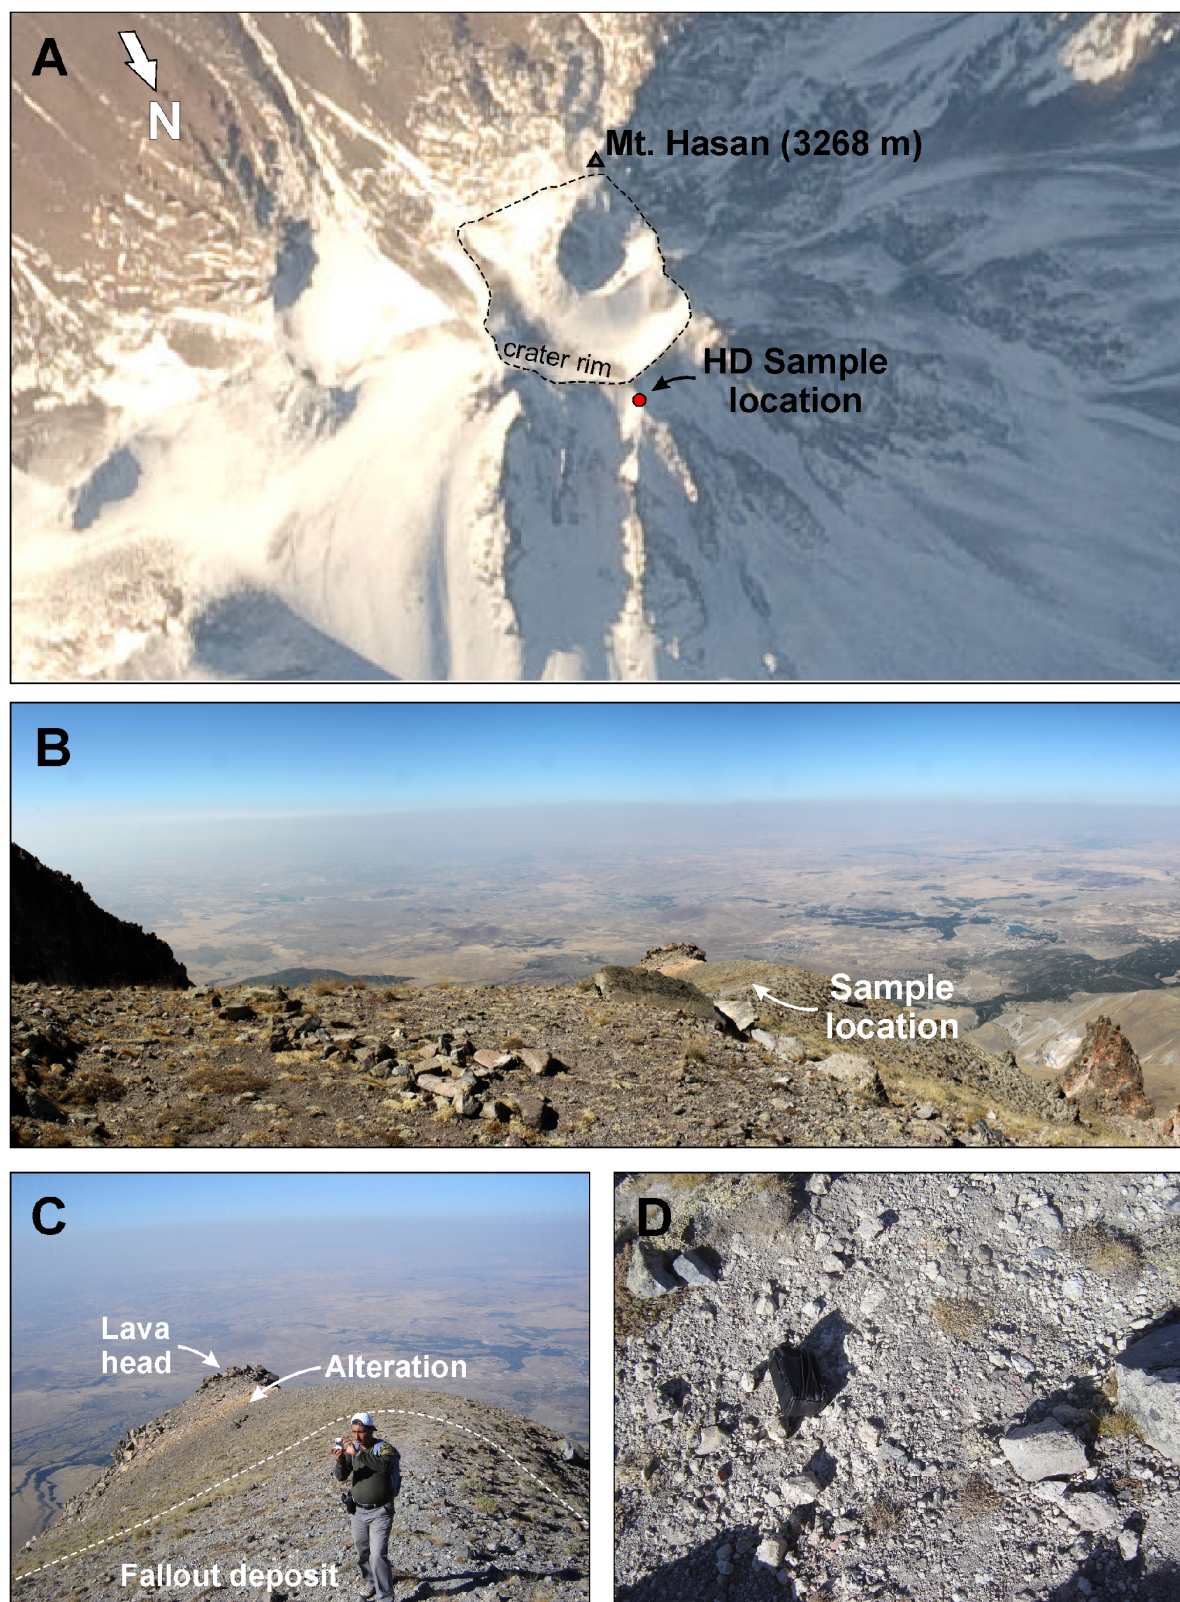 A
N
Mt. Hasan (3268 m)
crater rim
HD Sample
location
B
Sample
location
C
Lava
head
Alteration
Fallout deposit
D